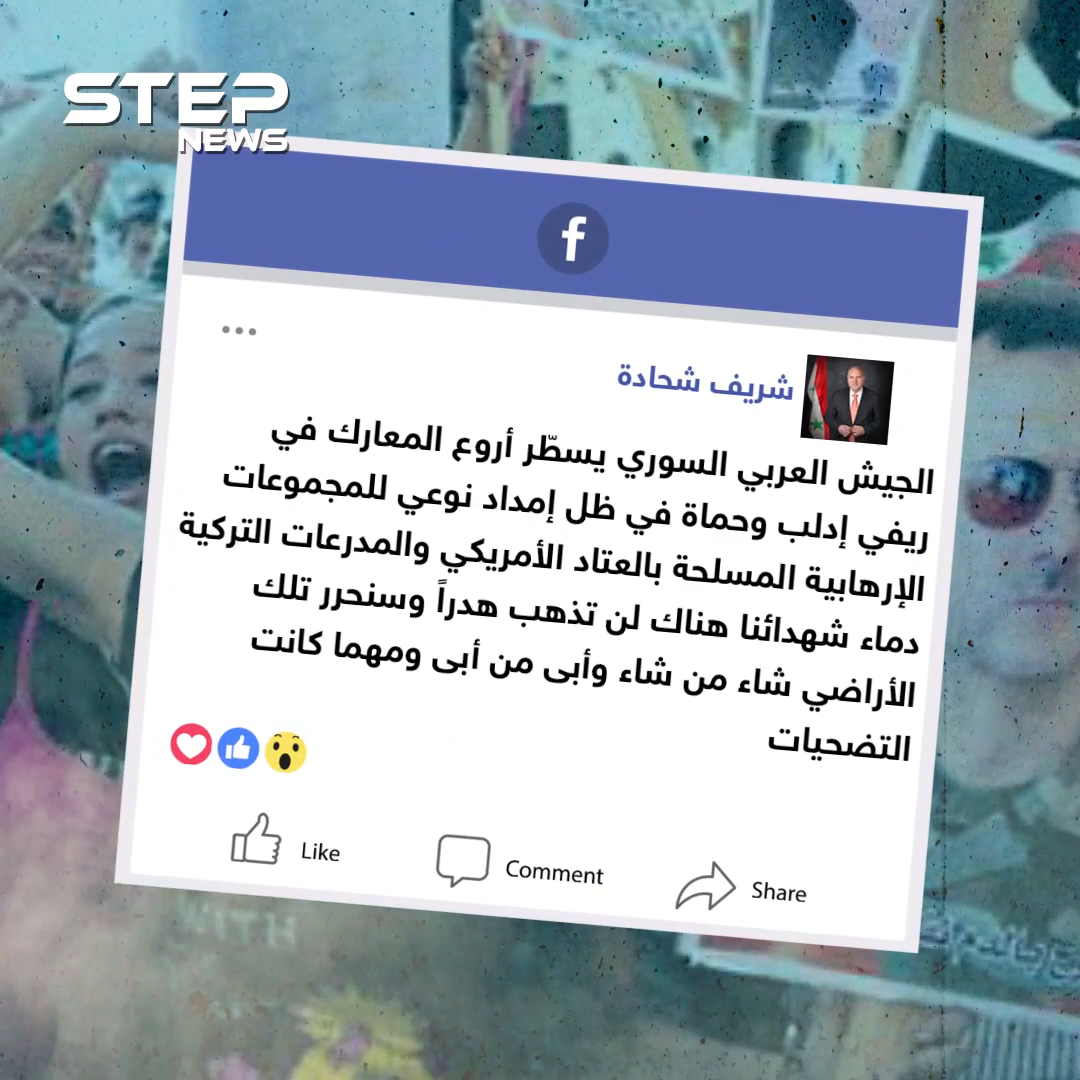 STEP
NEWS
f
شريف شحادة
الجيش العربي السوري يسطّر أروع المعارك في
ريفي إدلب وحماة في ظل إمداد نوعي للمجموعات
الإرهابية المسلحة بالعتاد الأمريكي والمدرعات التركية
دماء شهدائنا هناك لن تذهب هدراً وسنحرر تلك
الأراضي شاء من شاء وأبى من أبى ومهما كانت
التضحيات
Like
Comment
Share